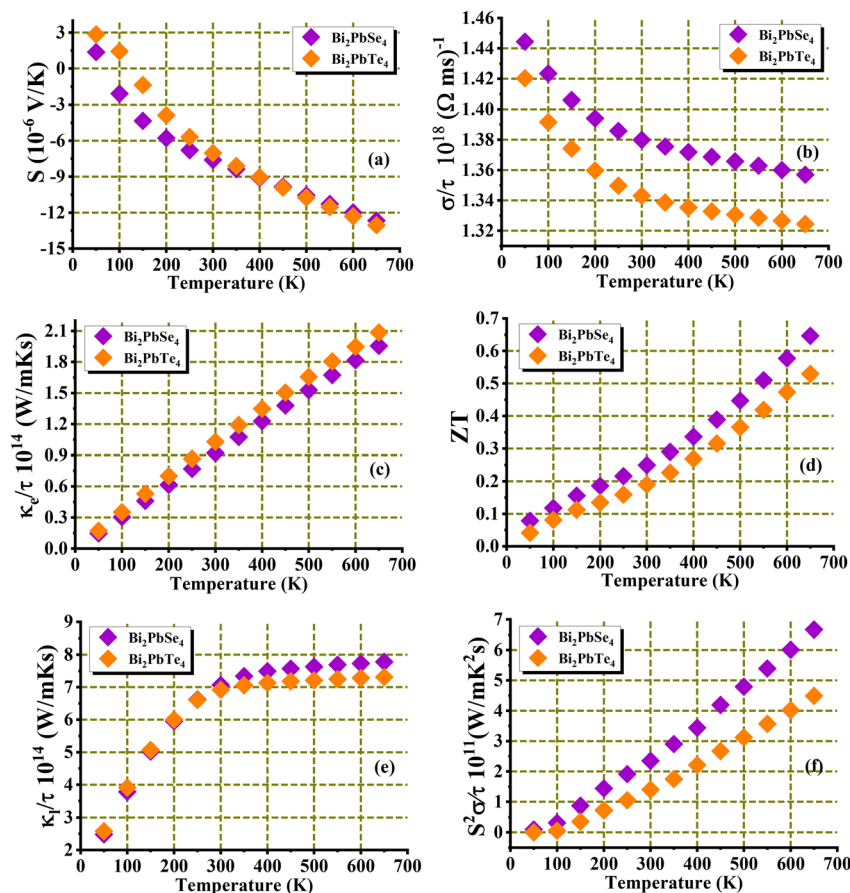 S (10⁻⁶ V/K)
3
0
-3
-6
-9
-12
-15
Bi₂PbSe₄
Bi₂PbTe₄
(a)
100 200 300 400 500 600 700
Temperature (K)
σ/τ 10¹⁸ (Ω ms)⁻¹
1.46
1.44
1.42
1.40
1.38
1.36
1.34
1.32
Bi₂PbSe₄
Bi₂PbTe₄
(b)
0 100 200 300 400 500 600 700
Temperature (K)
κₑ/τ 10¹⁴ (W/mKs)
2.1
1.8
1.5
1.2
0.9
0.6
0.3
0.0
Bi₂PbSe₄
Bi₂PbTe₄
(c)
0 100 200 300 400 500 600 700
Temperature (K)
ZT
0.7
0.6
0.5
0.4
0.3
0.2
0.1
0.0
Bi₂PbSe₄
Bi₂PbTe₄
(d)
0 100 200 300 400 500 600 700
Temperature (K)
κₗ/τ 10¹⁴ (W/mKs)
9
8
7
6
5
4
3
2
Bi₂PbSe₄
Bi₂PbTe₄
(e)
0 100 200 300 400 500 600 700
Temperature (K)
S²σ/τ 10¹¹(W/mK²s)
7
6
5
4
3
2
1
0
Bi₂PbSe₄
Bi₂PbTe₄
(f)
0 100 200 300 400 500 600 700
Temperature (K)